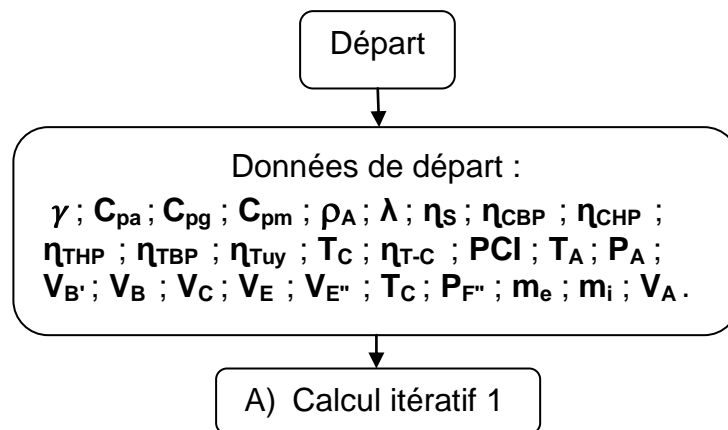 Départ
Données de départ :
γ ; Cpa ; Cpg ; Cpm ; ρA ; λ ; ηS ; ηCBP ; ηCHP ;
ηTHP ; ηTBP ; ηTuy ; TC ; ηT-C ; PCI ; TA ; PA ;
VB' ; VB ; VC ; VE ; VE" ; TC ; PF" ; me ; mi ; VA .
A) Calcul itératif 1